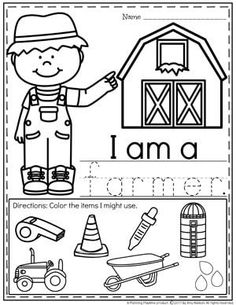 Name
I am a
farmer.
Directions: Color the items I might use.